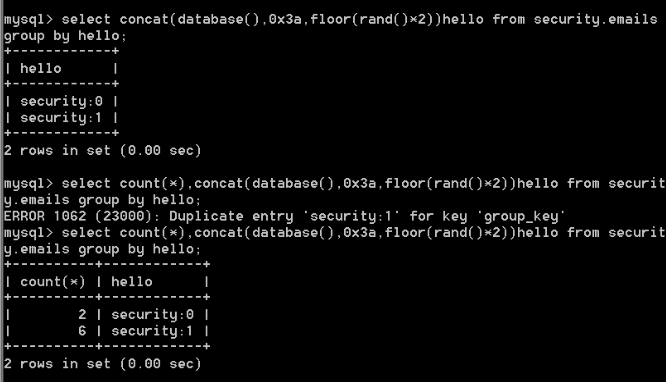 mysql> select concat(database(),0x3a,floor(rand()*2))hello from security.emails
group by hello;
+------------+
| hello      |
+------------+
| security:0 |
| security:1 |
+------------+
2 rows in set (0.00 sec)
mysql> select count(*),concat(database(),0x3a,floor(rand()*2))hello from securit
y.emails group by hello;
ERROR 1062 (23000): Duplicate entry 'security:1' for key 'group_key'
mysql> select count(*),concat(database(),0x3a,floor(rand()*2))hello from securit
y.emails group by hello;
+----------+------------+
| count(*) | hello      |
+----------+------------+
|        2 | security:0 |
|        6 | security:1 |
+----------+------------+
2 rows in set (0.00 sec)